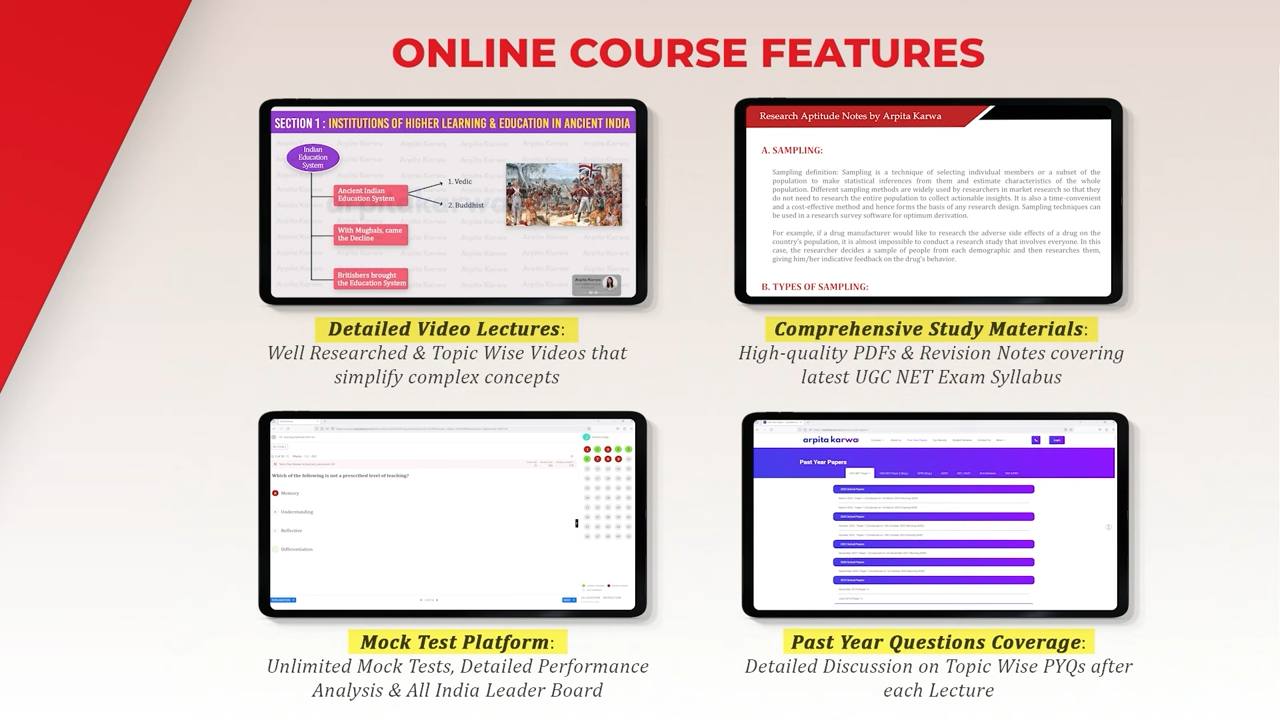 ONLINE COURSE FEATURES
SECTION 1 : INSTITUTIONS OF HIGHER LEARNING & EDUCATION IN ANCIENT INDIA
Indian
Education
System
Ancient Indian
Education System
1. Vedic
2. Buddhist
With Mughals, came
the Decline
Britishers brought
the Education System
Arpita Karwa
Detailed Video Lectures:
Well Researched & Topic Wise Videos that
simplify complex concepts
Research Aptitude Notes by Arpita Karwa
A. SAMPLING:
Sampling definition: Sampling is a technique of selecting individual members or a subset of the
population to make statistical inferences from them and estimate characteristics of the whole
population. Different sampling methods are widely used by researchers in market research so that they
do not need to research the entire population to collect actionable insights. It is also a time-convenient
and a cost-effective method and hence forms the basis of any research design. Sampling techniques can
be used in a research survey software for optimum derivation.
For example, if a drug manufacturer would like to research the adverse side effects of a drug on the
country's population, it is almost impossible to conduct a research study that involves everyone. In this
case, the researcher decides a sample of people from each demographic and then researches them,
giving him/her indicative feedback on the drug's behavior.
B. TYPES OF SAMPLING:
Comprehensive Study Materials:
High-quality PDFs & Revision Notes covering
latest UGC NET Exam Syllabus
Which of the following is not a prescribed level of teaching?
Memory
Understanding
Reflective
Differentiation
Mock Test Platform:
Unlimited Mock Tests, Detailed Performance
Analysis & All India Leader Board
arpita karwa
Past Year Papers
Past Year Questions Coverage:
Detailed Discussion on Topic Wise PYQs after
each Lecture